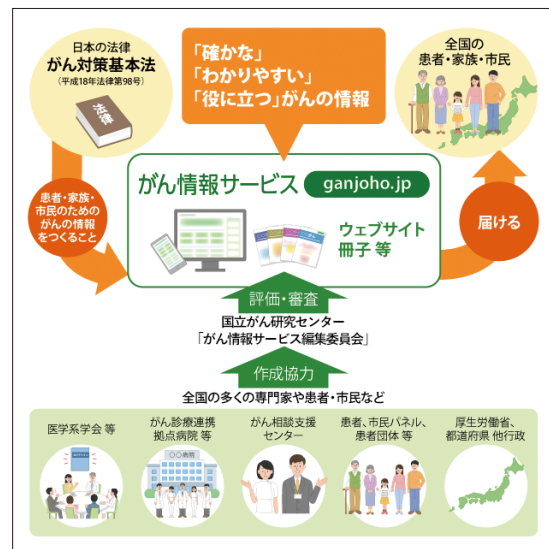 日本の法律
がん対策基本法
（平成18年法律第98号）
法律
「確かな」
「わかりやすい」
「役に立つ」がんの情報
全国の
患者・家族・市民
患者・家族・
市民のための
がんの情報
をつくること
がん情報サービス ganjoho.jp
ウェブサイト
冊子 等
届ける
評価・審査
国立がん研究センター
「がん情報サービス編集委員会」
作成協力
全国の多くの専門家や患者・市民など
医学系学会 等
がん診療連携
拠点病院 等
〇〇病院
がん相談支援
センター
患者、市民パネル、
患者団体 等
厚生労働省、
都道府県 他行政